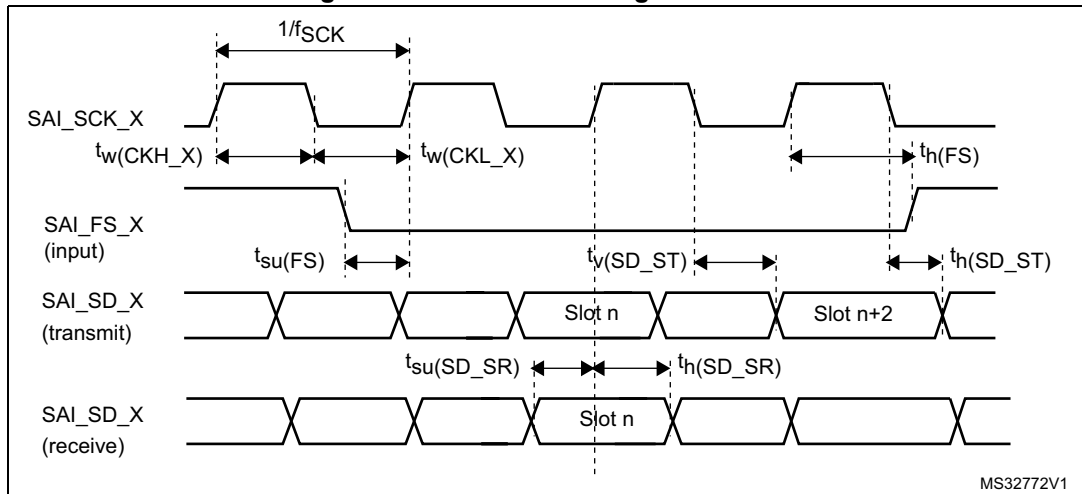 1/fSCK
SAI_SCK_X
tw(CKH_X)
tw(CKL_X)
th(FS)
SAI_FS_X
(input)
tsu(FS)
tv(SD_ST)
th(SD_ST)
SAI_SD_X
(transmit)
Slot n
Slot n+2
tsu(SD_SR)
th(SD_SR)
SAI_SD_X
(receive)
Slot n
MS32772V1